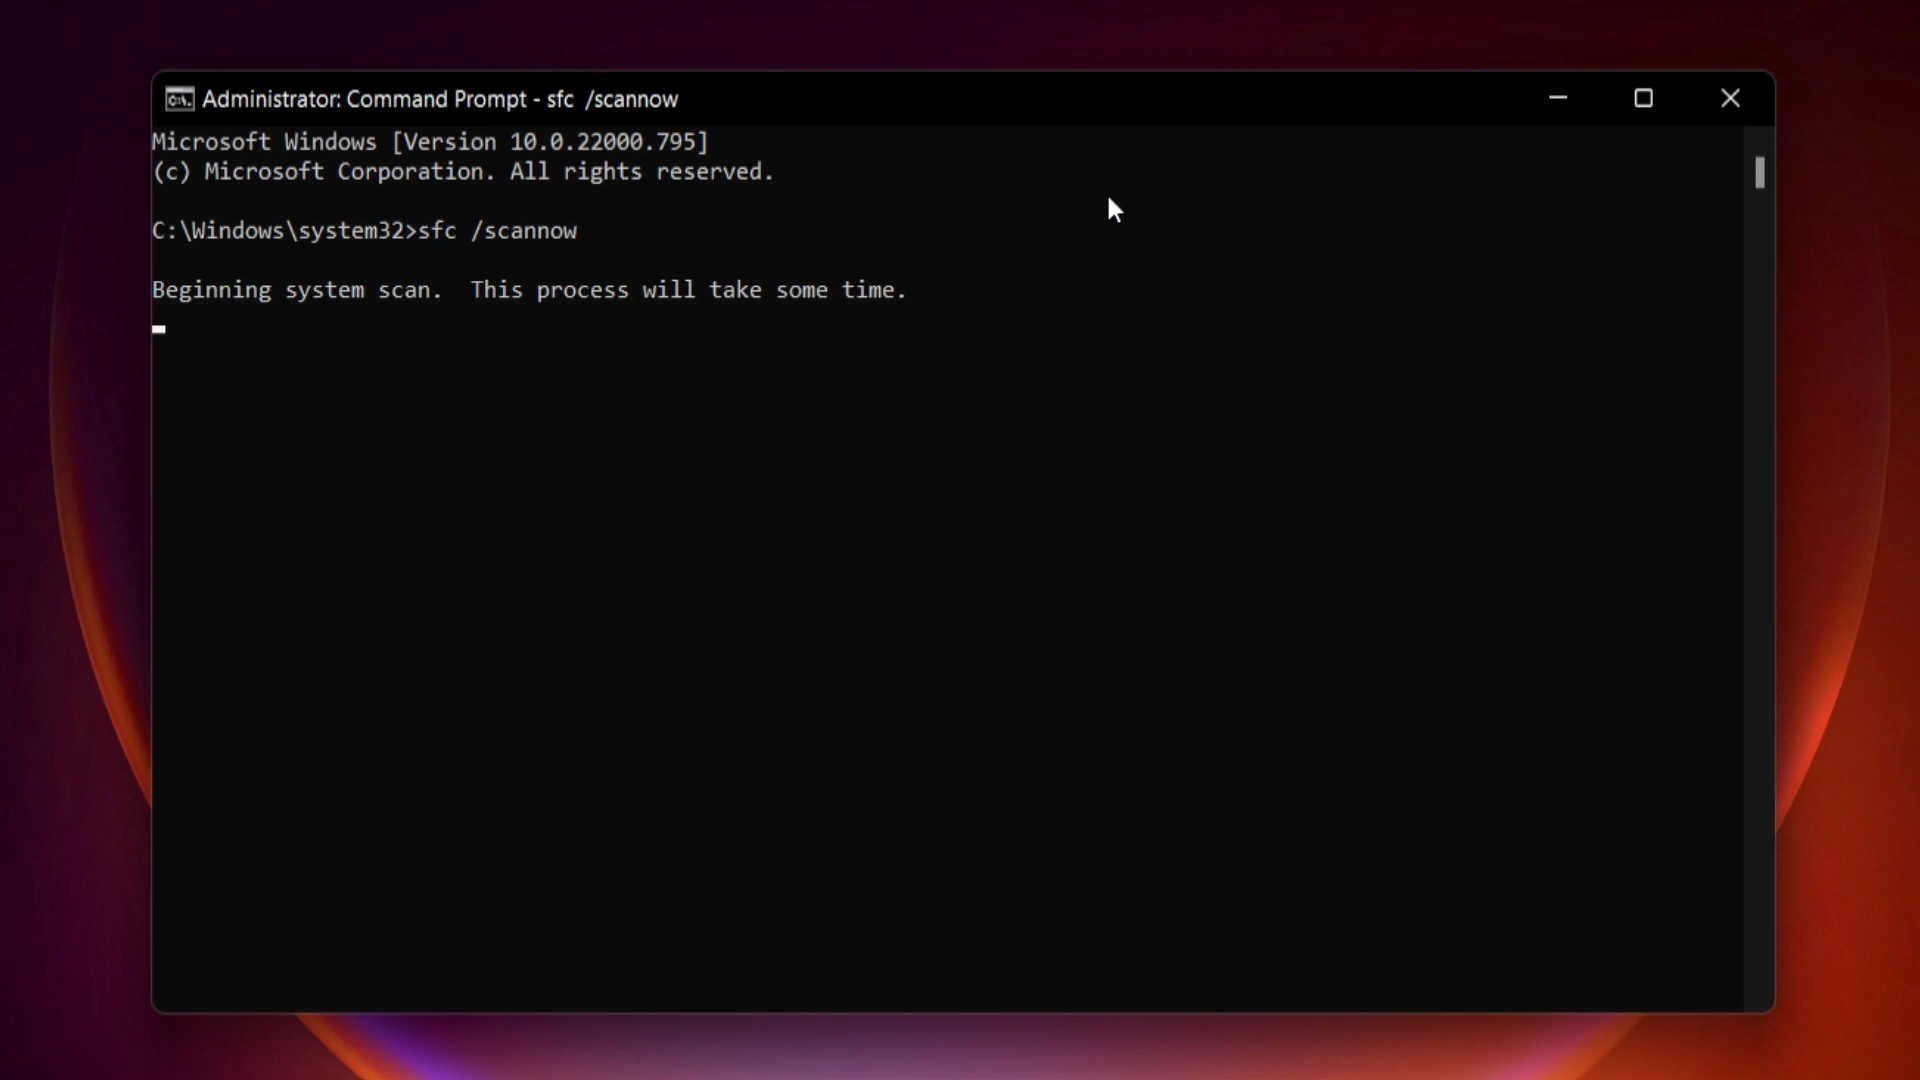 Administrator: Command Prompt - sfc  /scannow
Microsoft Windows [Version 10.0.22000.795]
(c) Microsoft Corporation. All rights reserved.
C:\Windows\system32>sfc /scannow
Beginning system scan.  This process will take some time.